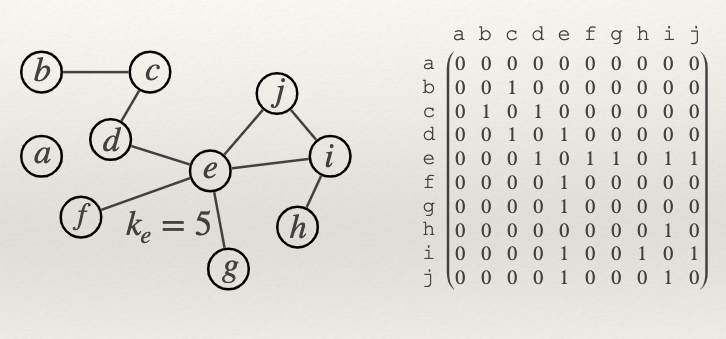 b
c
j
a
d
e
i
f
k_e = 5
h
g
a b c d e f g h i j
a 0 0 0 0 0 0 0 0 0 0
b 0 0 1 0 0 0 0 0 0 0
c 0 1 0 1 0 0 0 0 0 0
d 0 0 1 0 1 0 0 0 0 0
e 0 0 0 1 0 1 1 0 1 1
f 0 0 0 0 1 0 0 0 0 0
g 0 0 0 0 1 0 0 0 0 0
h 0 0 0 0 0 0 0 0 1 0
i 0 0 0 0 1 0 0 1 0 1
j 0 0 0 0 1 0 0 0 1 0